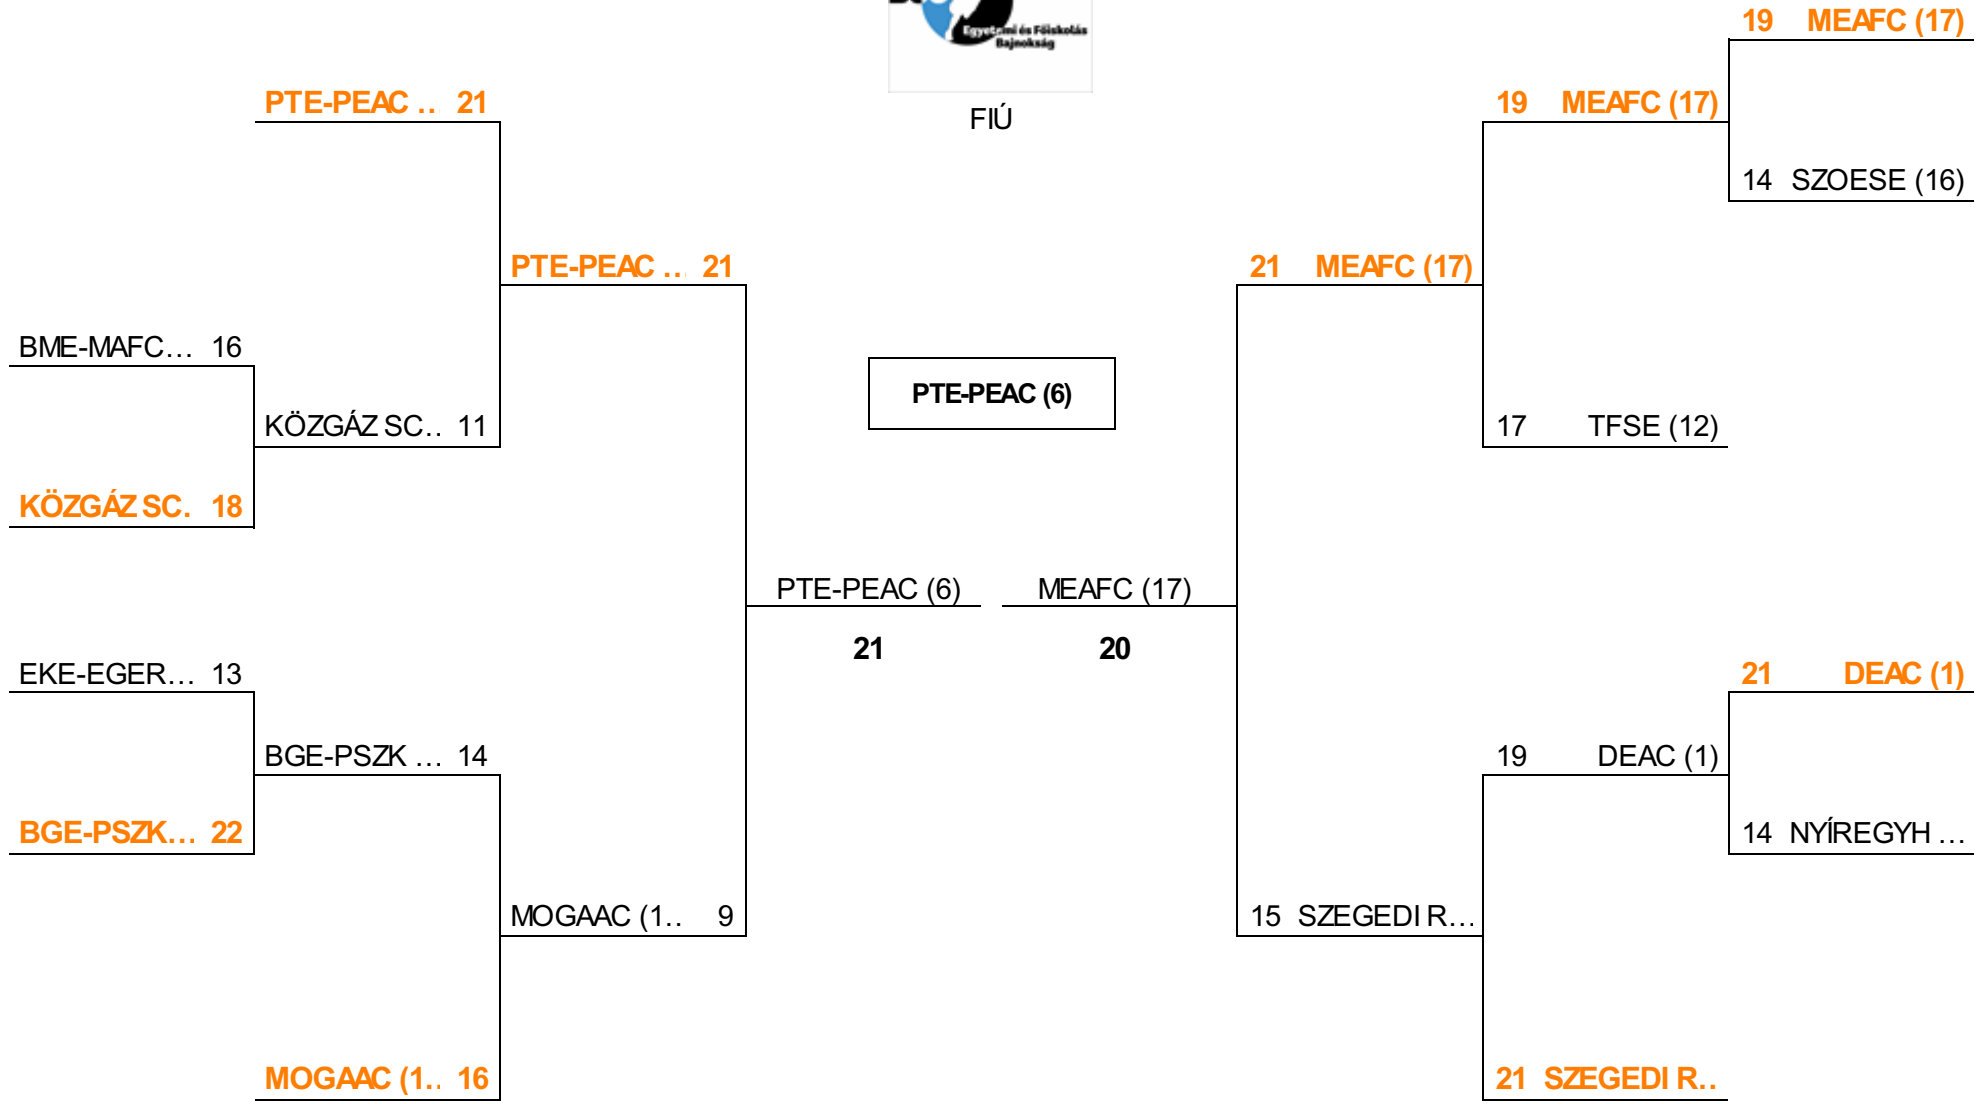 Egyetemi és Főiskolás
Bajnokság
FIÚ
19 MEAFC (17)
PTE-PEAC .. 21
19 MEAFC (17)
14 SZOESE (16)
PTE-PEAC ... 21
21 MEAFC (17)
BME-MAFC... 16
PTE-PEAC (6)
KÖZGÁZ SC.. 11
17 TFSE (12)
KÖZGÁZ SC. 18
PTE-PEAC (6)
MEAFC (17)
21
20
EKE-EGER... 13
21 DEAC (1)
BGE-PSZK ... 14
19 DEAC (1)
BGE-PSZK... 22
14 NYÍREGYH ...
MOGAAC (1.. 9
15 SZEGEDI R...
MOGAAC (1.. 16
21 SZEGEDI R..